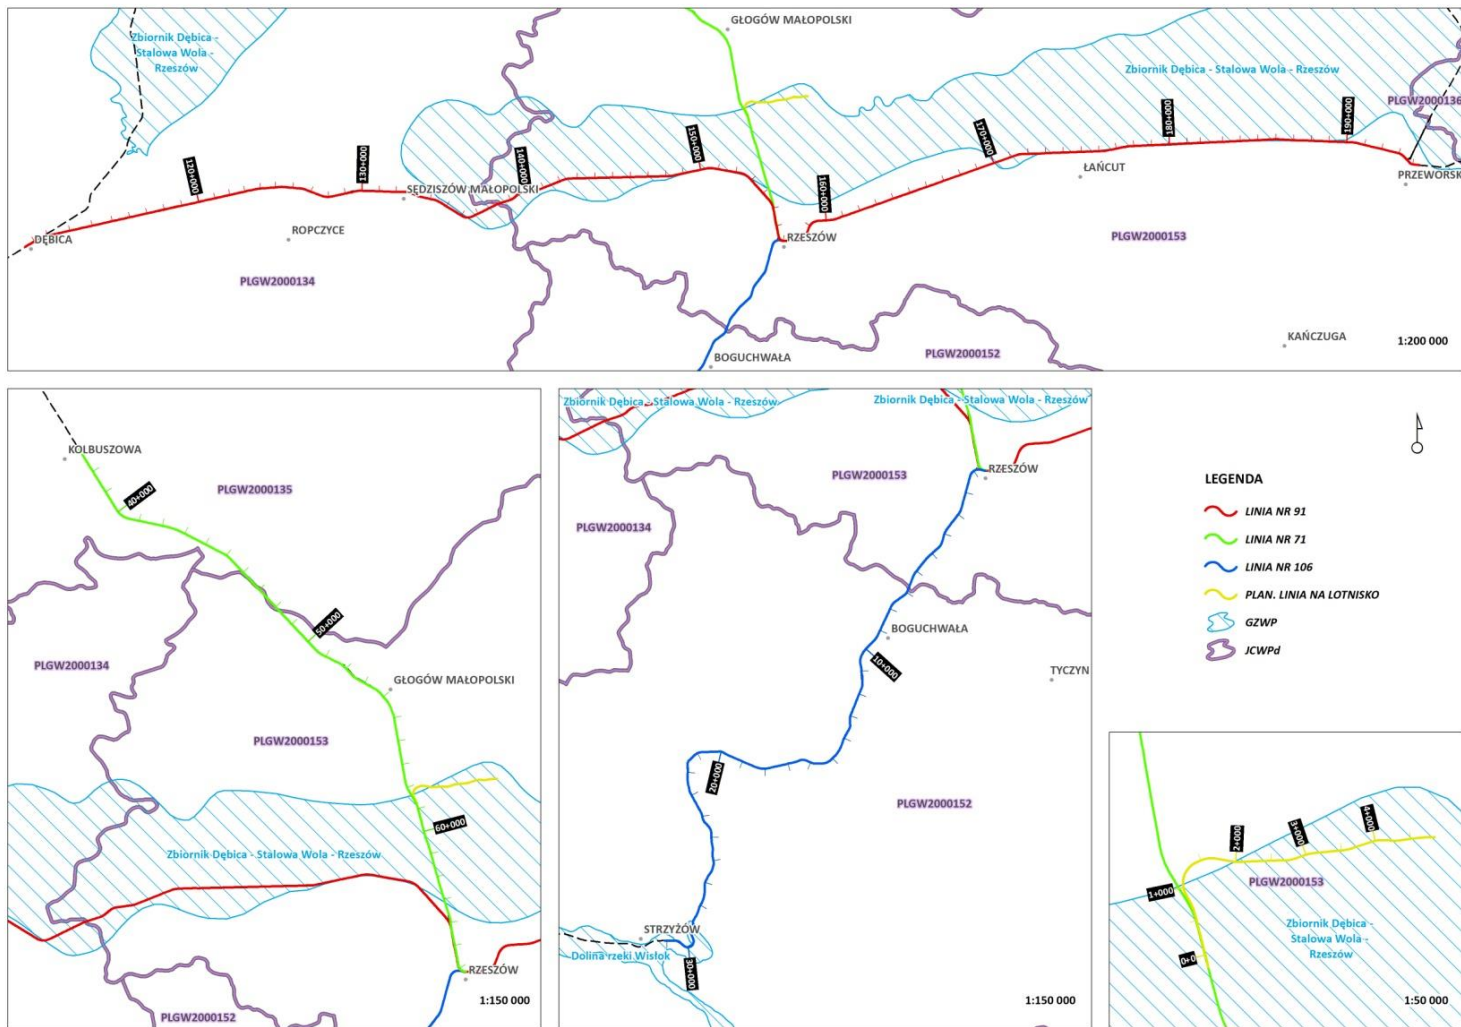 GŁOGÓW MAŁOPOLSKI
Zbiornik Dębica -
Stalowa Wola -
Rzeszów
Zbiornik Dębica - Stalowa Wola - Rzeszów
PLGW2000136
120+000
130+000
140+000
150+000
160+000
170+000
180+000
190+000
SĘDZISZÓW MAŁOPOLSKI
ŁAŃCUT
PRZEWORSK
DĘBICA
ROPCZYCE
RZESZÓW
PLGW2000153
PLGW2000134
PLGW2000152
KAŃCZUGA
BOGUCHWAŁA
1:200 000
KOLBUSZOWA
40+000
PLGW2000135
50+000
PLGW2000134
GŁOGÓW MAŁOPOLSKI
PLGW2000153
60+000
Zbiornik Dębica - Stalowa Wola - Rzeszów
RZESZÓW
1:150 000
PLGW2000152
Zbiornik Dębica - Stalowa Wola - Rzeszów
Zbiornik Dębica - Stalowa Wola - Rzeszów
RZESZÓW
PLGW2000153
PLGW2000134
BOGUCHWAŁA
10+000
TYCZYN
20+000
PLGW2000152
STRZYŻÓW
Dolina rzeki Wisłok
30+000
1:150 000
LEGENDA
LINIA NR 91
LINIA NR 71
LINIA NR 106
PLAN. LINIA NA LOTNISKO
GZWP
JCWPd
4+000
3+000
2+000
1+000
PLGW2000153
Zbiornik Dębica -
Stalowa Wola -
Rzeszów
0+0
1:50 000